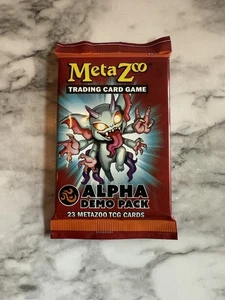 MetaZoo
TRADING CARD GAME
ALPHA
DEMO PACK
23 METAZOO TCG CARDS